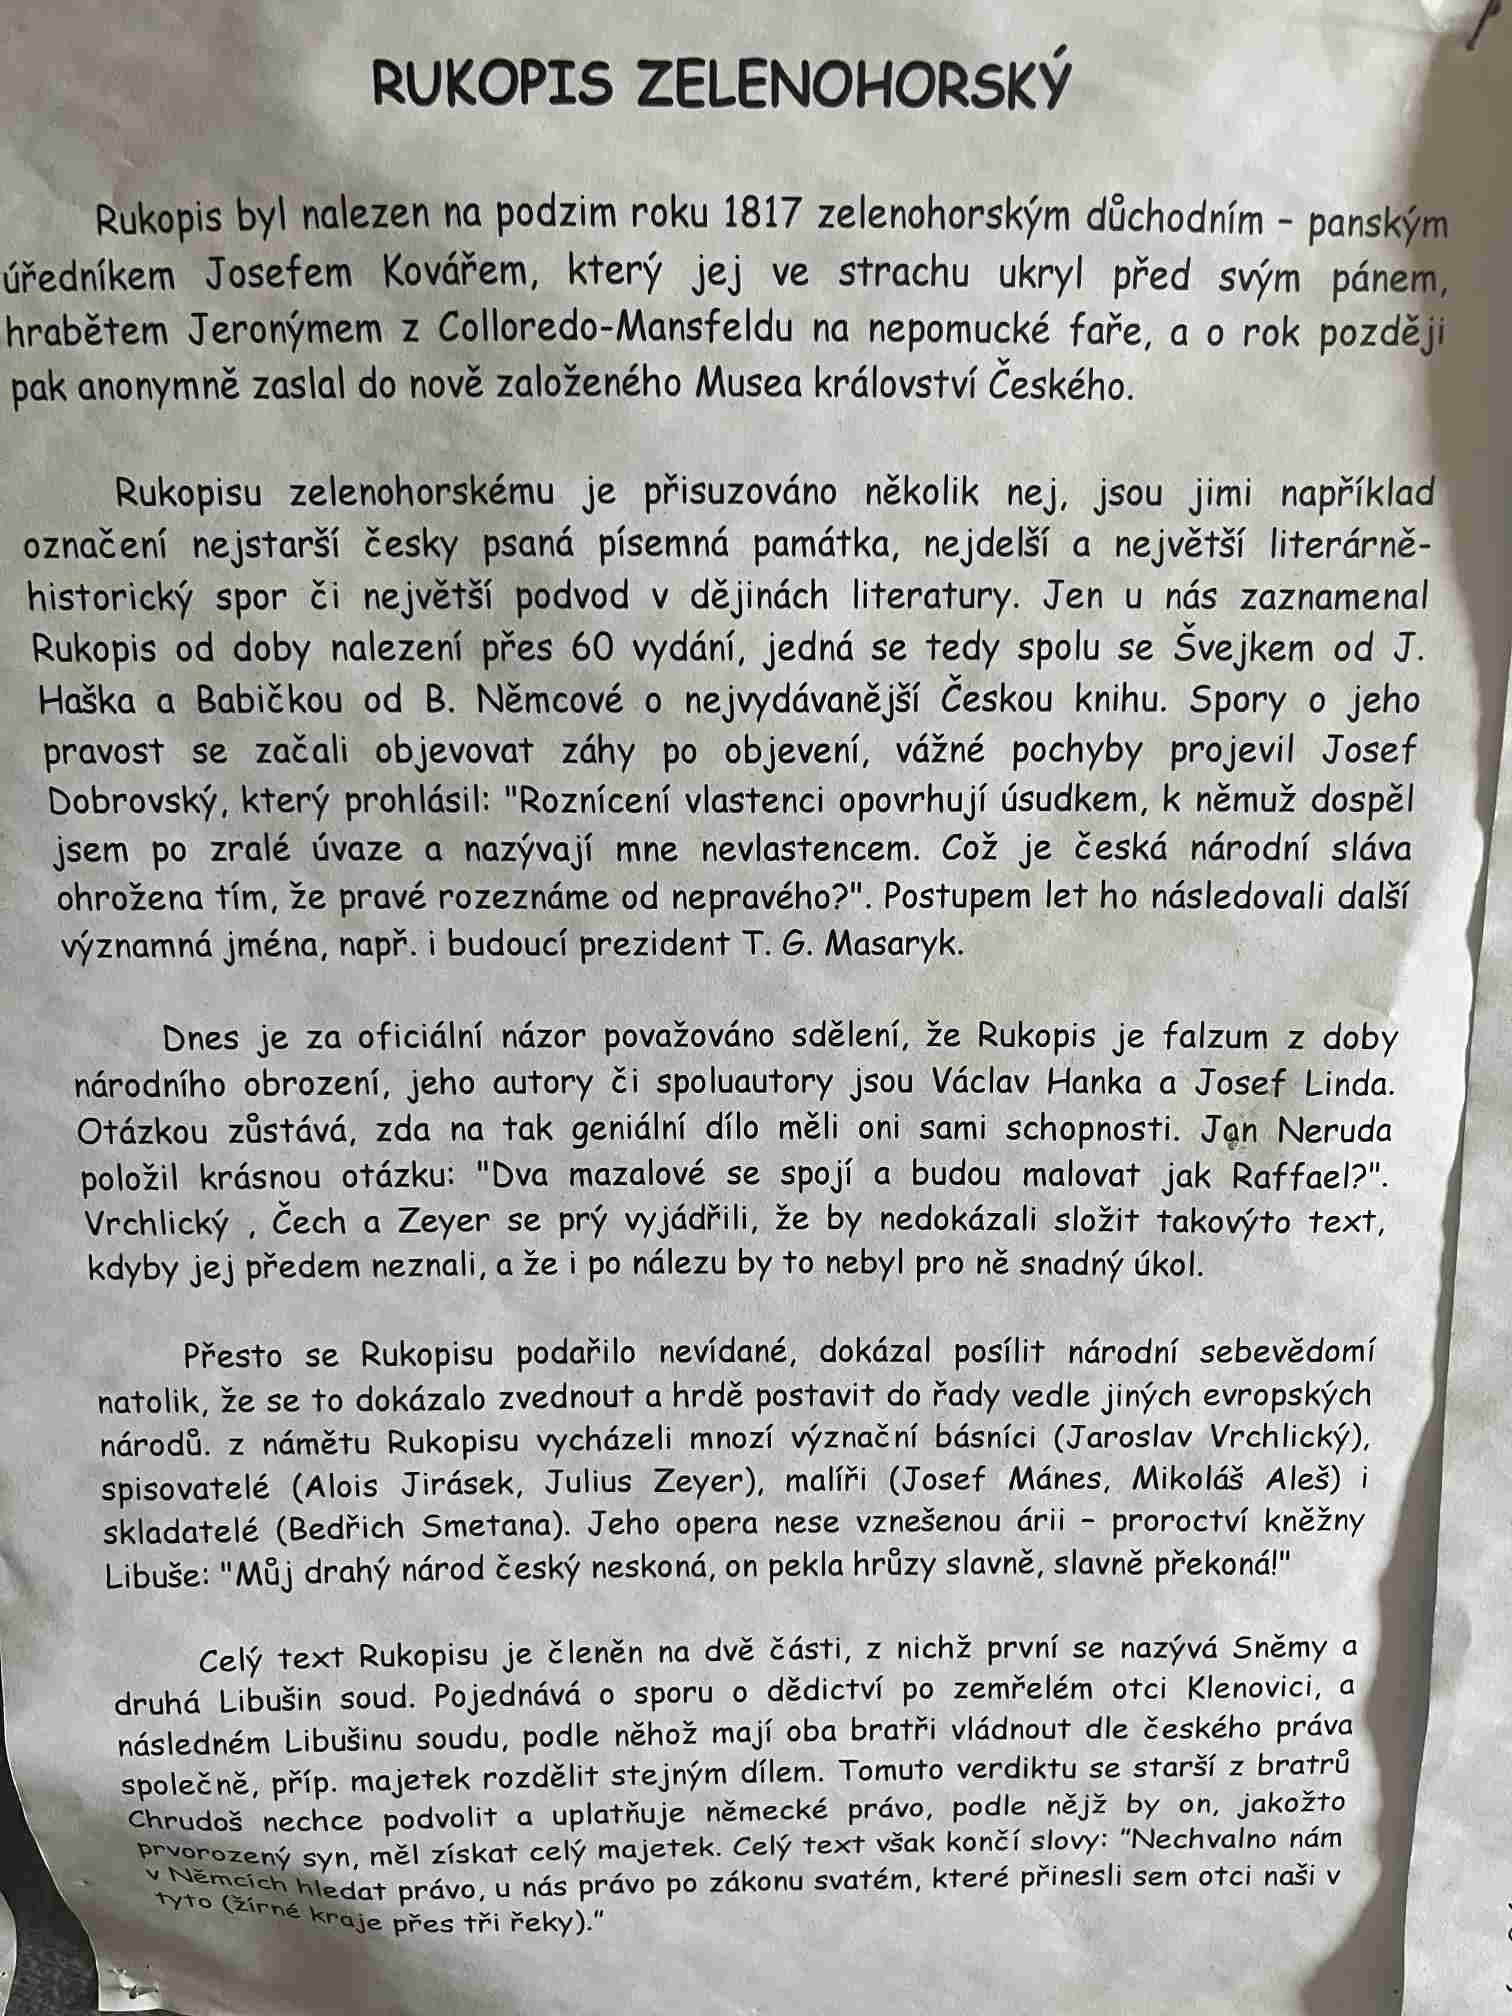 RUKOPIS ZELENOHORSKÝ
Rukopis byl nalezen na podzim roku 1817 zelenohorským důchodním - panským
úředníkem Josefem Kovářem, který jej ve strachu ukryl před svým pánem,
hrabětem Jeronýmem z Colloredo-Mansfeldu na nepomucké faře, a o rok později
pak anonymně zaslal do nově založeného Musea království Českého.
Rukopisu zelenohorskému je přisuzováno několik nej, jsou jimi například
označení nejstarší česky psaná písemná památka, nejdelší a největší literárně-
historický spor či největší podvod v dějinách literatury. Jen u nás zaznamenal
Rukopis od doby nalezení přes 60 vydání, jedná se tedy spolu se Švejkem od J.
Haška a Babičkou od B. Němcové o nejvydávanější Českou knihu. Spory o jeho
pravost se začali objevovat záhy po objevení, vážné pochyby projevil Josef
Dobrovský, který prohlásil: "Roznícení vlastenci opovrhují úsudkem, k němuž dospěl
jsem po zralé úvaze a nazývají mne nevlastencem. Což je česká národní sláva
ohrožena tím, že pravé rozeznáme od nepravého?". Postupem let ho následovali další
významná jména, např. i budoucí prezident T. G. Masaryk.
Dnes je za oficiální názor považováno sdělení, že Rukopis je falzum z doby
národního obrození, jeho autory či spoluautory jsou Václav Hanka a Josef Linda.
Otázkou zůstává, zda na tak geniální dílo měli oni sami schopnosti. Jan Neruda
položil krásnou otázku: "Dva mazalové se spojí a budou malovat jak Raffael?".
Vrchlický , Čech a Zeyer se prý vyjádřili, že by nedokázali složit takovýto text,
kdyby jej předem neznali, a že i po nálezu by to nebyl pro ně snadný úkol.
Přesto se Rukopisu podařilo nevídané, dokázal posílit národní sebevědomí
natolik, že se to dokázalo zvednout a hrdě postavit do řady vedle jiných evropských
národů. z námětu Rukopisu vycházeli mnozí význační básníci (Jaroslav Vrchlický),
spisovatelé (Alois Jirásek, Julius Zeyer), malíři (Josef Mánes, Mikoláš Aleš) i
skladatelé (Bedřich Smetana). Jeho opera nese vznešenou árii - proroctví kněžny
Libuše: "Můj drahý národ český neskoná, on pekla hrůzy slavně, slavně překoná!"
Celý text Rukopisu je členěn na dvě části, z nichž první se nazývá Sněmy a
druhá Libušin soud. Pojednává o sporu o dědictví po zemřelém otci Klenovici, a
následném Libušinu soudu, podle něhož mají oba bratři vládnout dle českého práva
společně, příp. majetek rozdělit stejným dílem. Tomuto verdiktu se starší z bratrů
Chrudoš nechce podvolit a uplatňuje německé právo, podle nějž by on, jakožto
prvorozený syn, měl získat celý majetek. Celý text však končí slovy: "Nechvalno nám
v Němcích hledat právo, u nás právo po zákonu svatém, které přinesli sem otci naši v
tyto (žírné kraje přes tři řeky)."